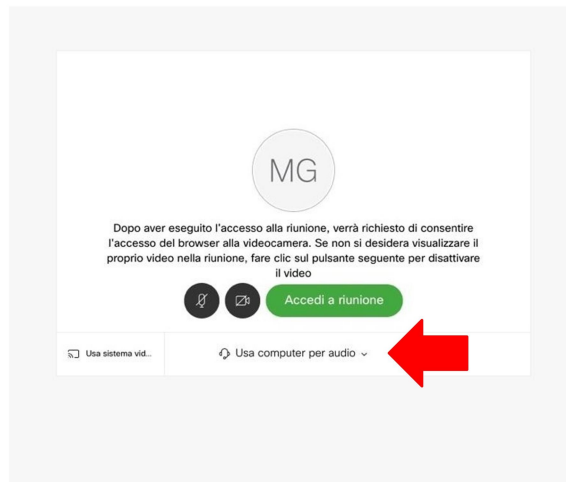 MG
Dopo aver eseguito l'accesso alla riunione, verrà richiesto di consentire
l'accesso del browser alla videocamera. Se non si desidera visualizzare il
proprio video nella riunione, fare clic sul pulsante seguente per disattivare
il video
Accedi a riunione
Usa sistema vid...
Usa computer per audio